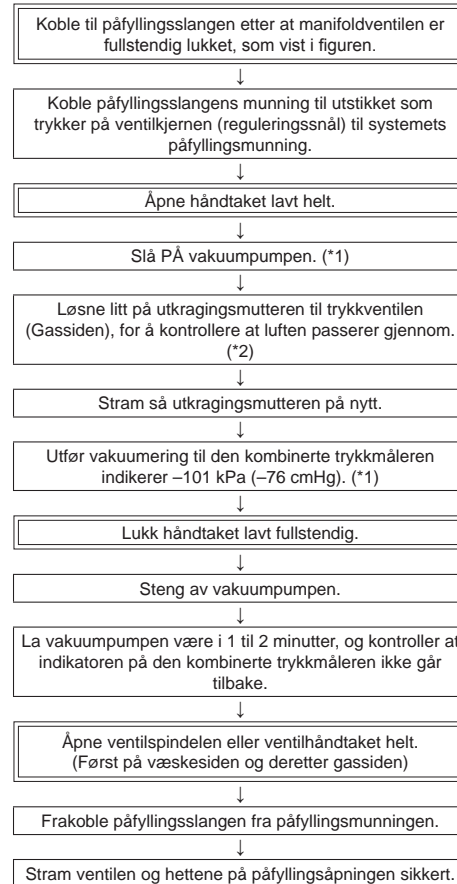 Koble til påfyllingsslangen etter at manifoldventilen er
fullstendig lukket, som vist i figuren.
↓
Koble påfyllingsslangens munning til utstikket som
trykker på ventilkjernen (reguleringssnål) til systemets
påfyllingsmunning.
↓
Åpne håndtaket lavt helt.
↓
Slå PÅ vakuumpumpen. (*1)
↓
Løsne litt på utkragingsmutteren til trykkventilen
(Gassiden), for å kontrollere at luften passerer gjennom.
(*2)
↓
Stram så utkragingsmutteren på nytt.
↓
Utfør vakuumering til den kombinerte trykkmåleren
indikerer –101 kPa (–76 cmHg). (*1)
↓
Lukk håndtaket lavt fullstendig.
↓
Steng av vakuumpumpen.
↓
La vakuumpumpen være i 1 til 2 minutter, og kontroller at
indikatoren på den kombinerte trykkmåleren ikke går
tilbake.
↓
Åpne ventilspindelen eller ventilhåndtaket helt.
(Først på væskesiden og deretter gassiden)
↓
Frakoble påfyllingsslangen fra påfyllingsmunningen.
↓
Stram ventilen og hettene på påfyllingsåpningen sikkert.